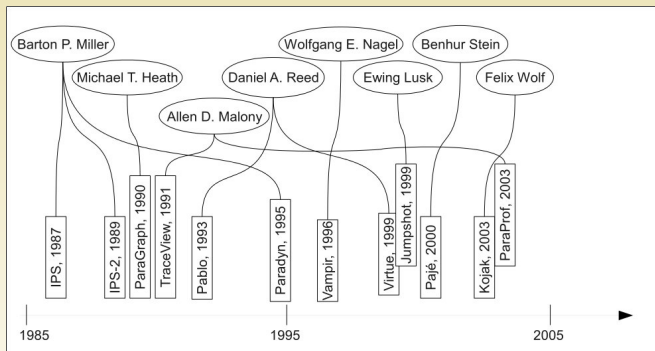 Barton P. Miller
Wolfgang E. Nagel
Benhur Stein
Michael T. Heath
Daniel A. Reed
Ewing Lusk
Felix Wolf
Allen D. Malony
IPS, 1987
IPS-2, 1989
ParaGraph, 1990
TraceView, 1991
Pablo, 1993
Paradyn, 1995
Vampir, 1996
Virtue, 1999
Jumpshot, 1999
Pajé, 2000
Kojak, 2003
ParaProf, 2003
1985
1995
2005